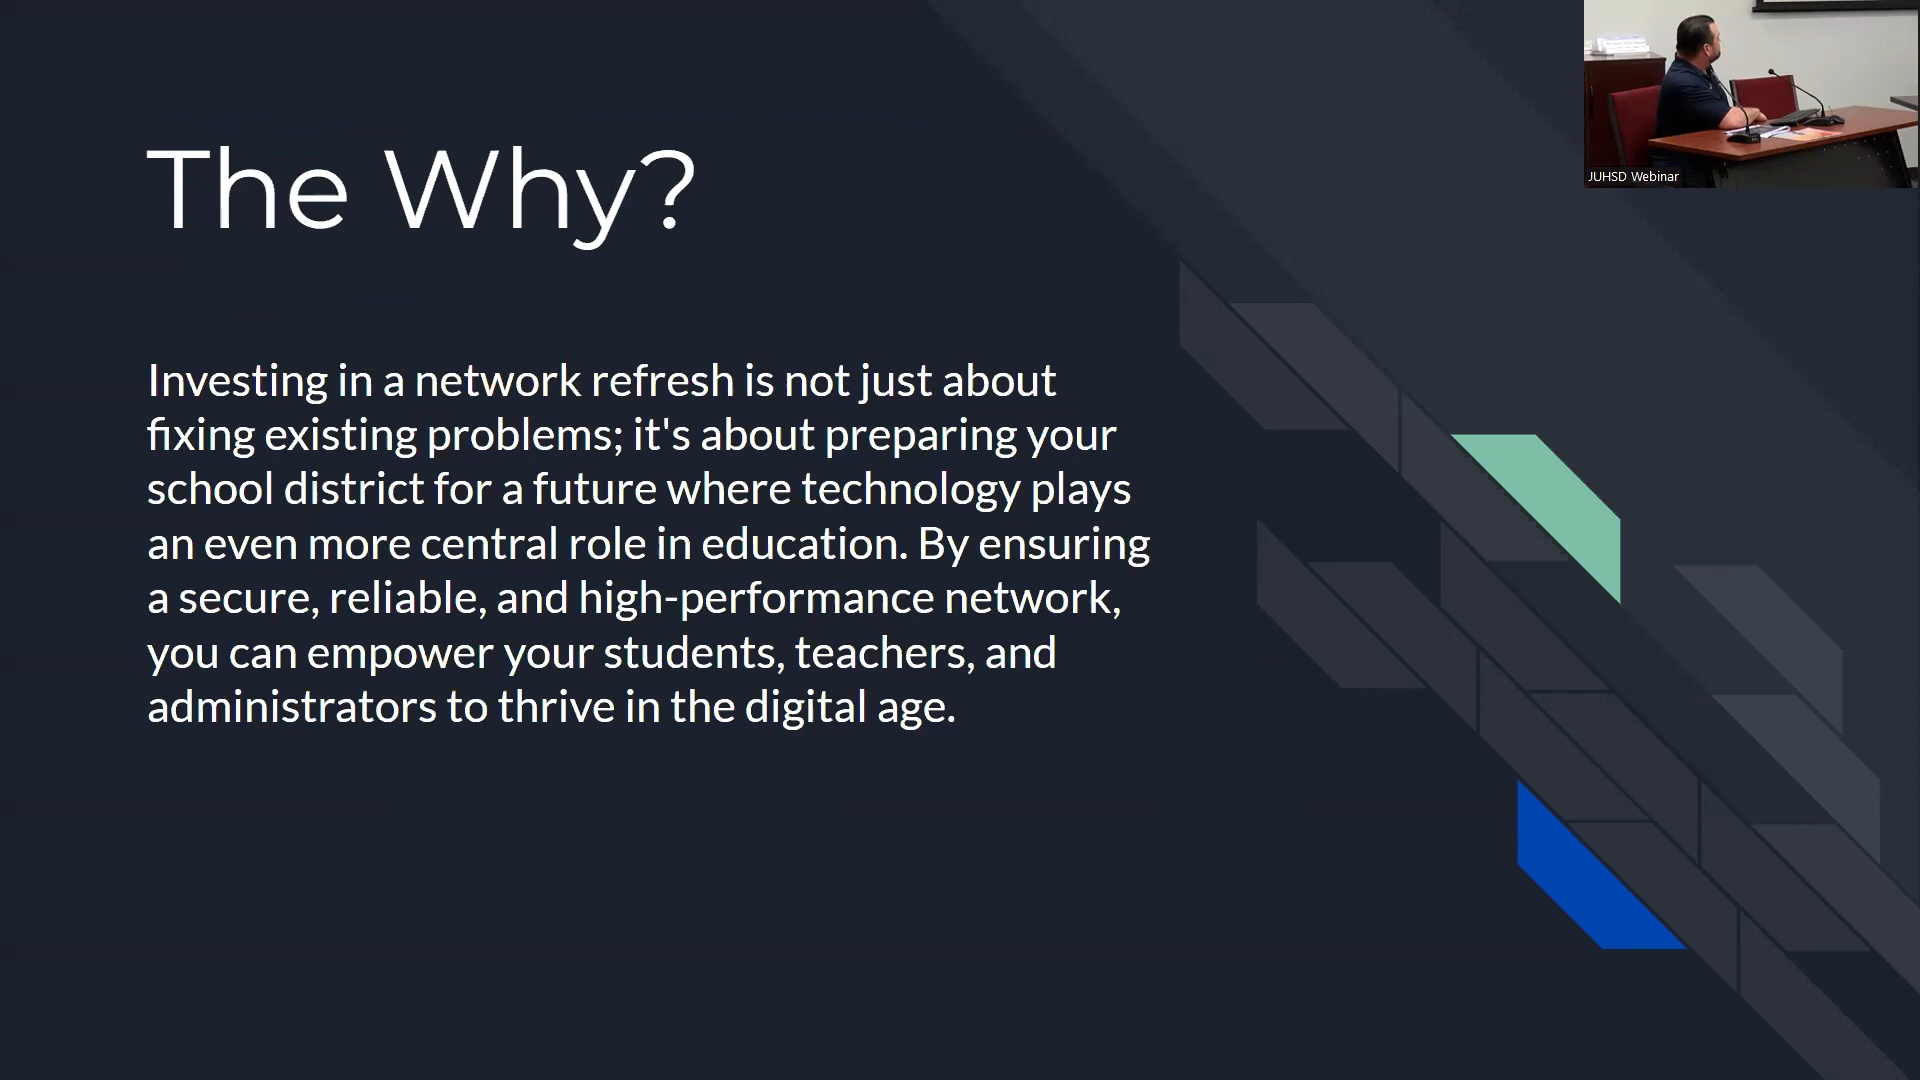 The Why?
Investing in a network refresh is not just about
fixing existing problems; it's about preparing your
school district for a future where technology plays
an even more central role in education. By ensuring
a secure, reliable, and high-performance network,
you can empower your students, teachers, and
administrators to thrive in the digital age.
JUHSD Webinar